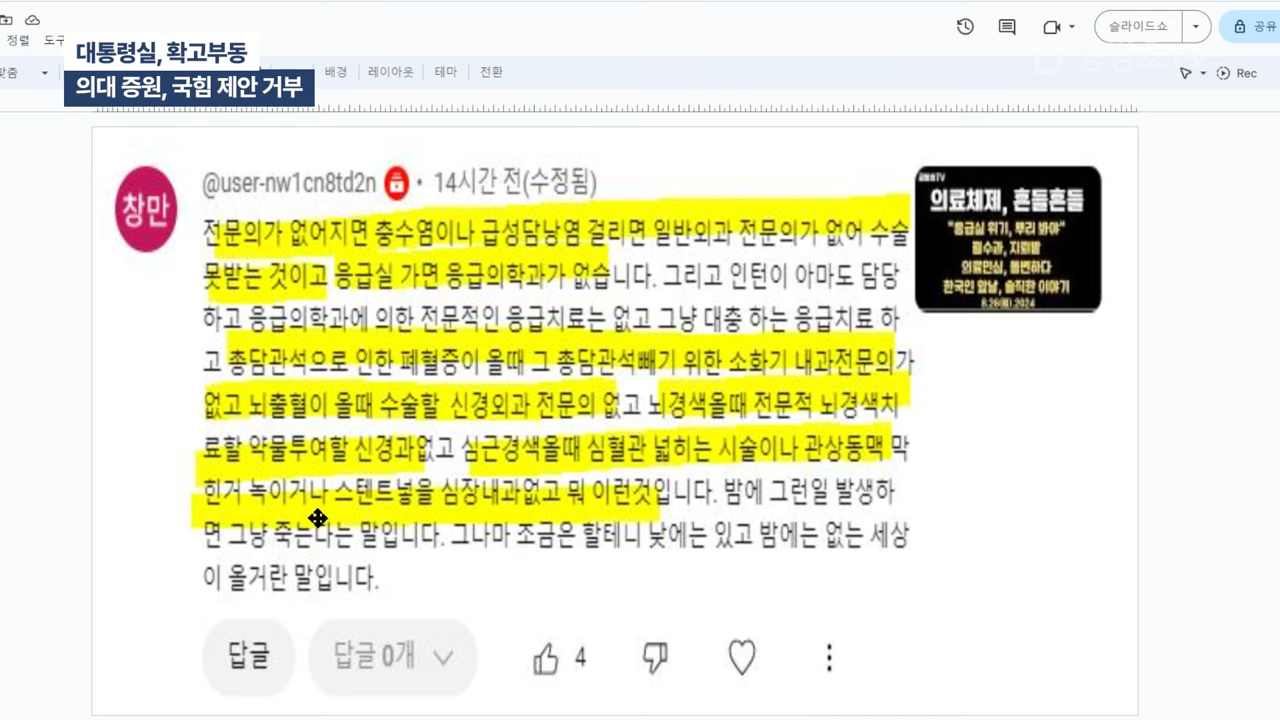 정렬
도구
슬라이드쇼
공유
대통령실, 확고부동
의대 증원, 국힘 제안 거부
맞춤
배경
레이아웃
테마
전환
Rec
창만
@user-nw1cn8td2n · 14시간 전(수정됨)
전문의가 없어지면 충수염이나 급성담낭염 걸리면 일반외과 전문의가 없어 수술
못받는 것이고 응급실 가면 응급의학과가 없습니다. 그리고 인턴이 아마도 담당
하고 응급의학과에 의한 전문적인 응급치료는 없고 그냥 대충 하는 응급치료 하
고 총담관석으로 인한 폐혈증이 올때 그 총담관석빼기 위한 소화기 내과전문의가
없고 뇌출혈이 올때 수술할 신경외과 전문의 없고 뇌경색올때 전문적 뇌경색치
료할 약물투여할 신경과없고 심근경색올때 심혈관 넓히는 시술이나 관상동맥 막
힌거 녹이거나 스텐트넣을 심장내과없고 뭐 이런것입니다. 밤에 그런일 발생하
면 그냥 죽는다는 말입니다. 그나마 조금은 할테니 낮에는 있고 밤에는 없는 세상
이 올거란 말입니다.
의료체제, 흔들흔들
"응급실 위기, 뿌리 봐야"
필수과, 지뢰밭
의료민심, 돌변하다
한국인 앞날, 솔직한 이야기
8.26(월).2024
답글
답글 0개
4